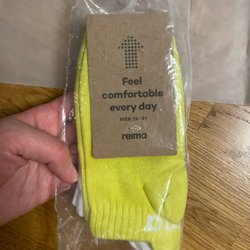 Feel
comfortable
every day
SIZE 24-27
reima